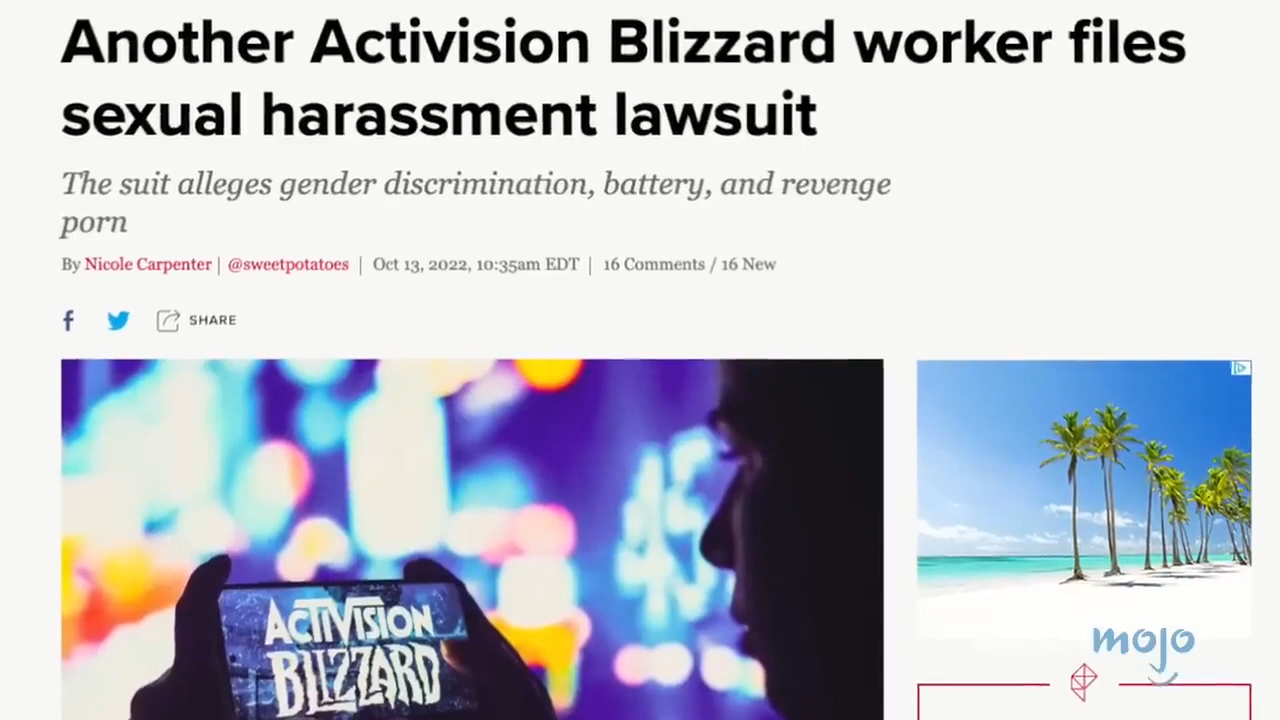 Another Activision Blizzard worker files
sexual harassment lawsuit
The suit alleges gender discrimination, battery, and revenge
porn
By Nicole Carpenter | @sweetpotatoes | Oct 13, 2022, 10:35am EDT | 16 Comments / 16 New
SHARE
ACTIVISION
BLIZZARD
mojo